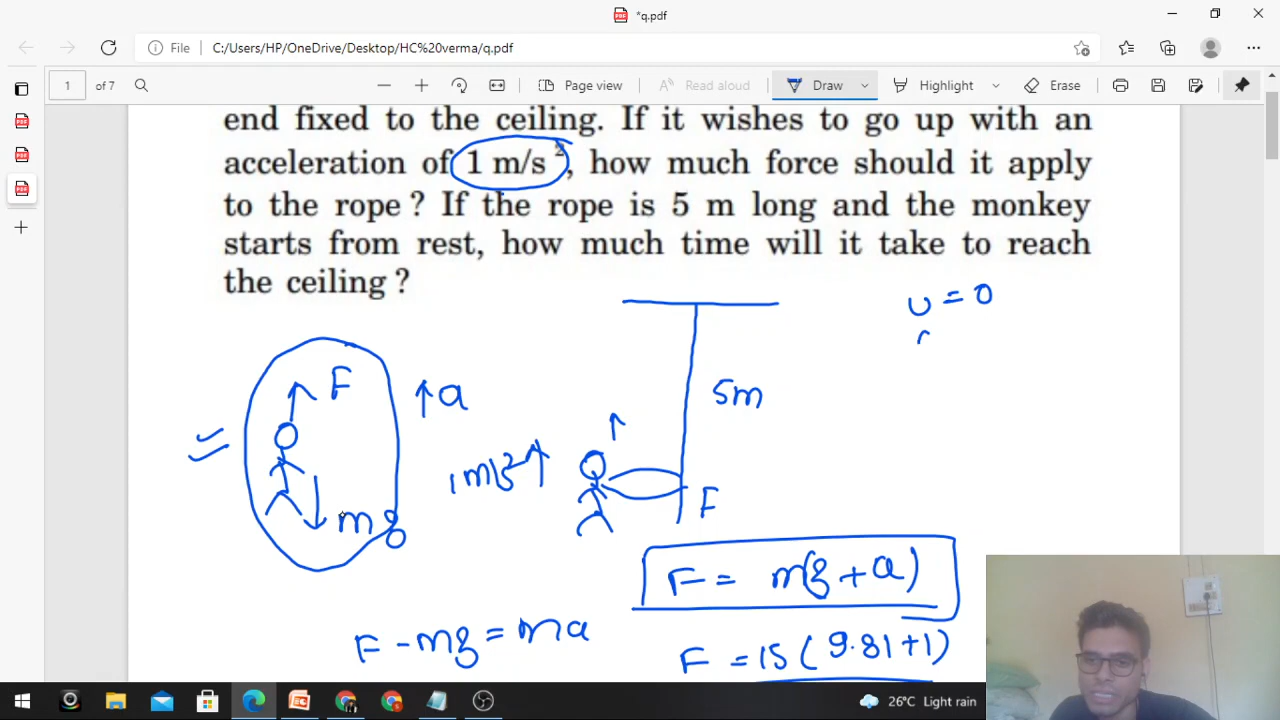 *q.pdf
File C:/Users/HP/OneDrive/Desktop/HC%20verma/q.pdf
1 of 7 Page view Read aloud Draw Highlight Erase
end fixed to the ceiling. If it wishes to go up with an
acceleration of 1 m/s², how much force should it apply
to the rope ? If the rope is 5 m long and the monkey
starts from rest, how much time will it take to reach
the ceiling ?
u = 0
F
a
5m
1m/s²
mg
F
F = m(g + a)
F - mg = ma
F = 15 ( 9.81 + 1 )
26°C Light rain